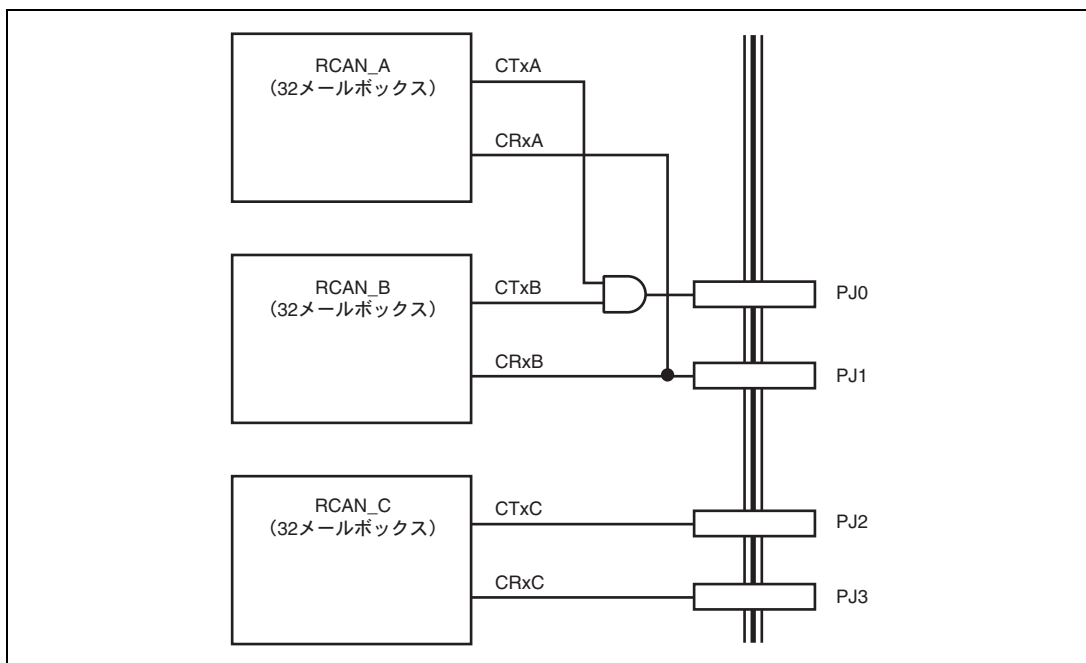 RCAN_A
（32メールボックス）
CTxA
CRxA
RCAN_B
（32メールボックス）
CTxB
CRxB
PJ0
PJ1
RCAN_C
（32メールボックス）
CTxC
CRxC
PJ2
PJ3